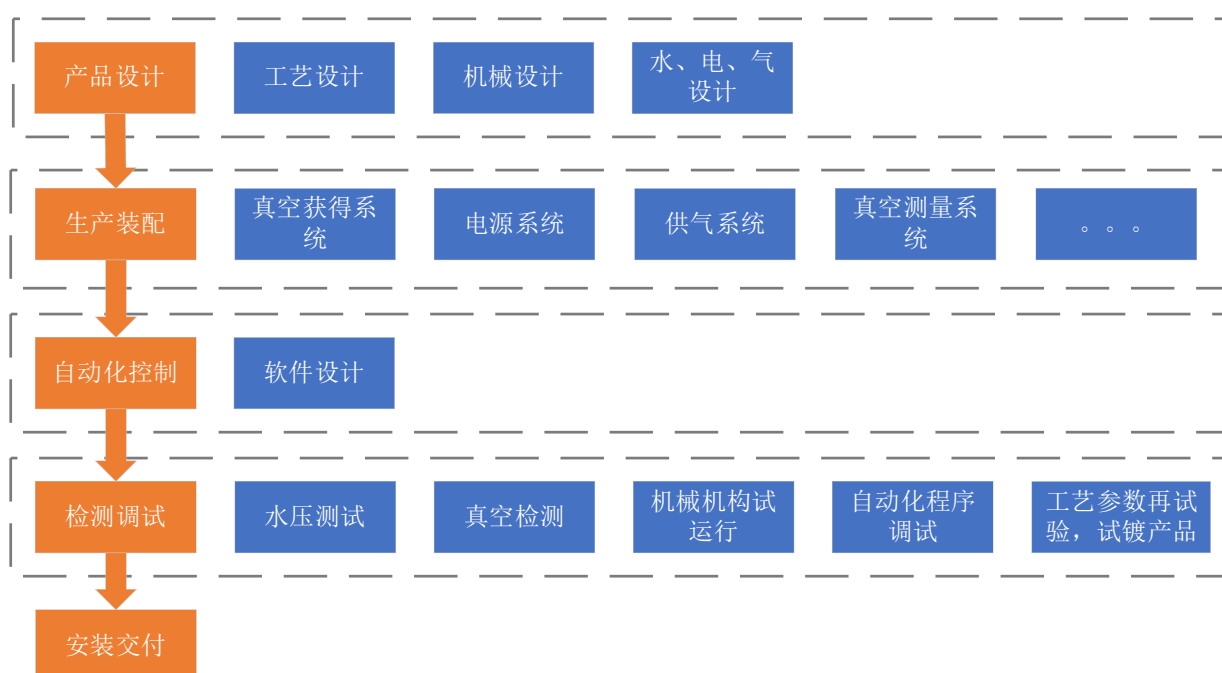 产品设计
工艺设计
机械设计
水、电、气
设计
生产装配
真空获得系
统
电源系统
供气系统
真空测量系
统
。。。
自动化控制
软件设计
检测调试
水压测试
真空检测
机械机构试
运行
自动化程序
调试
工艺参数再试
验，试镀产品
安装交付